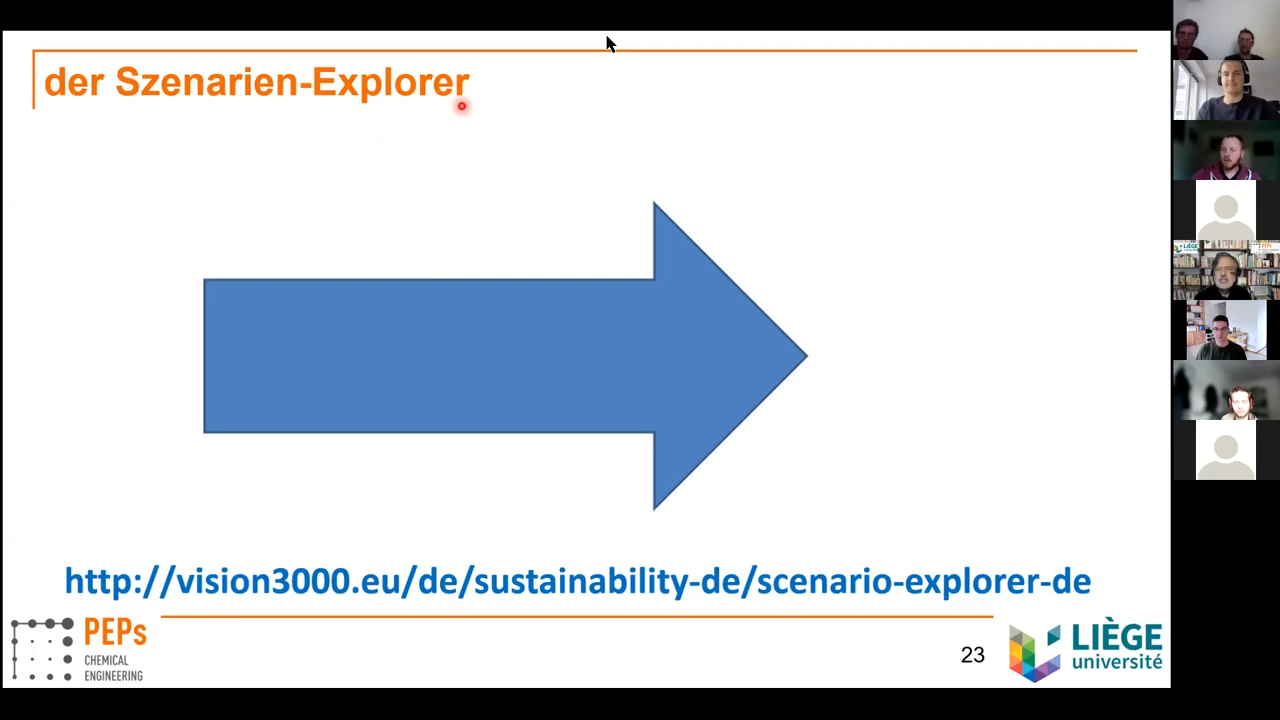 der Szenarien-Explorer
http://vision3000.eu/de/sustainability-de/scenario-explorer-de
PEPs
CHEMICAL
ENGINEERING
23
LIÈGE
université